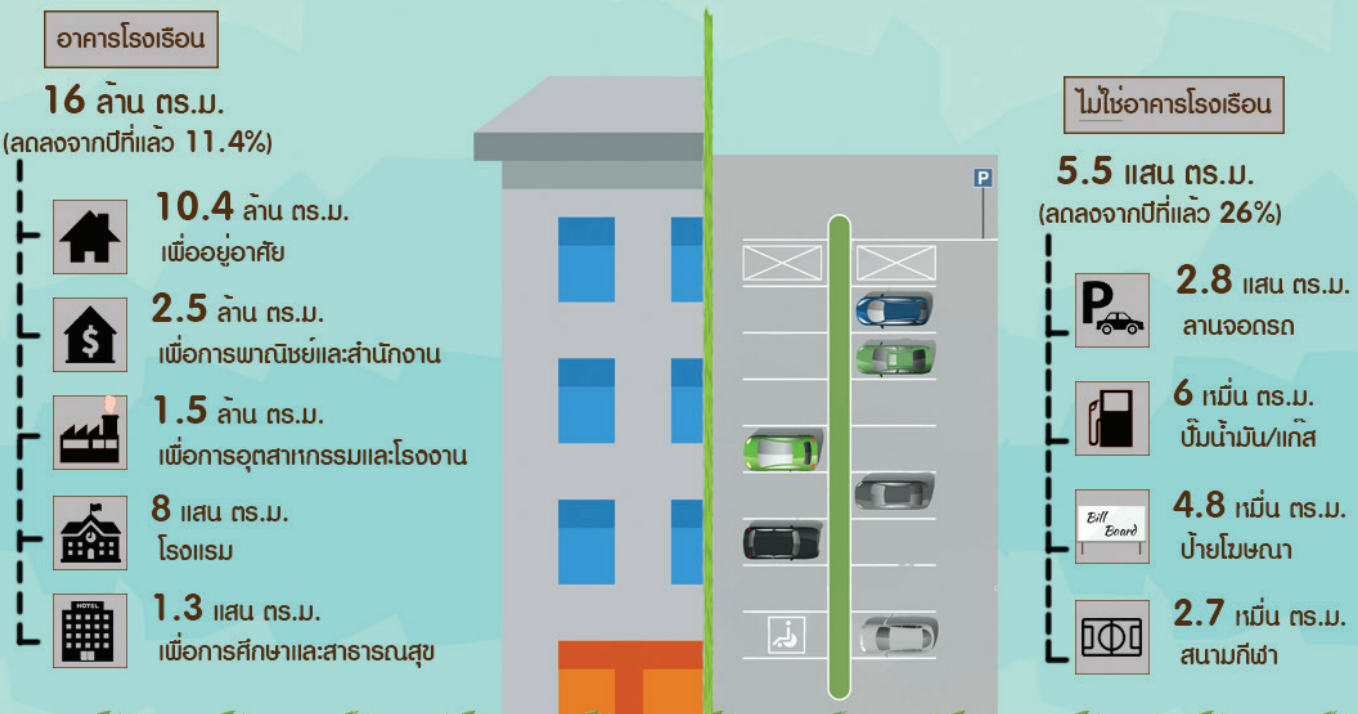 อาคารโรงเรือน
16 ล้าน ตร.ม.
(ลดลงจากปีที่แล้ว 11.4%)
10.4 ล้าน ตร.ม.
เพื่ออยู่อาศัย
$
2.5 ล้าน ตร.ม.
เพื่อการพาณิชย์และสำนักงาน
1.5 ล้าน ตร.ม.
เพื่อการอุตสาหกรรมและโรงงาน
8 แสน ตร.ม.
โรงแรม
HOTEL
1.3 แสน ตร.ม.
เพื่อการศึกษาและสาธารณสุข
P
ไม่ใช่อาคารโรงเรือน
5.5 แสน ตร.ม.
(ลดลงจากปีที่แล้ว 26%)
P
2.8 แสน ตร.ม.
ลานจอดรถ
6 หมื่น ตร.ม.
ปั๊มน้ำมัน/แก๊ส
Bill
Board
4.8 หมื่น ตร.ม.
ป้ายโฆษณา
2.7 หมื่น ตร.ม.
สนามกีฬา